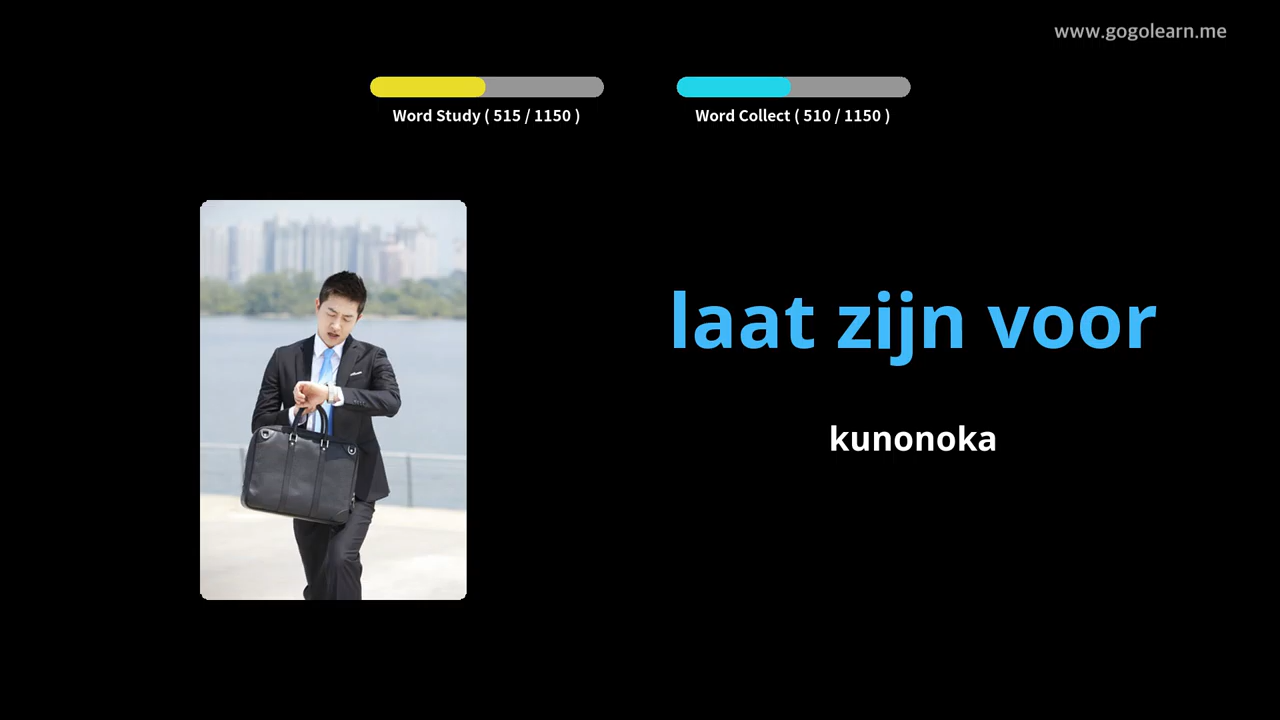 www.gogolearn.me
Word Study ( 515 / 1150 )
Word Collect ( 510 / 1150 )
laat zijn voor
kunonoka